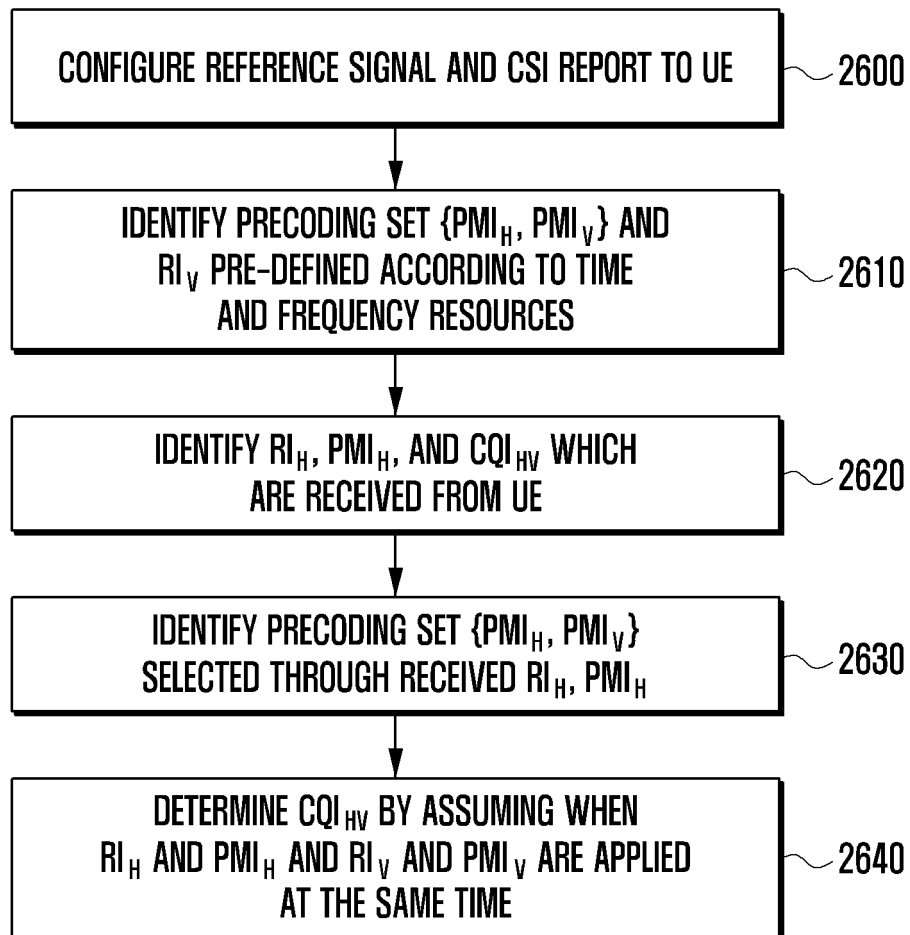 CONFIGURE REFERENCE SIGNAL AND CSI REPORT TO UE
2600
IDENTIFY PRECODING SET {PMI_H, PMI_V} AND
RI_V PRE-DEFINED ACCORDING TO TIME
AND FREQUENCY RESOURCES
2610
IDENTIFY RI_H, PMI_H, AND CQI_HV WHICH
ARE RECEIVED FROM UE
2620
IDENTIFY PRECODING SET {PMI_H, PMI_V}
SELECTED THROUGH RECEIVED RI_H, PMI_H
2630
DETERMINE CQI_HV BY ASSUMING WHEN
RI_H AND PMI_H AND RI_V AND PMI_V ARE APPLIED
AT THE SAME TIME
2640